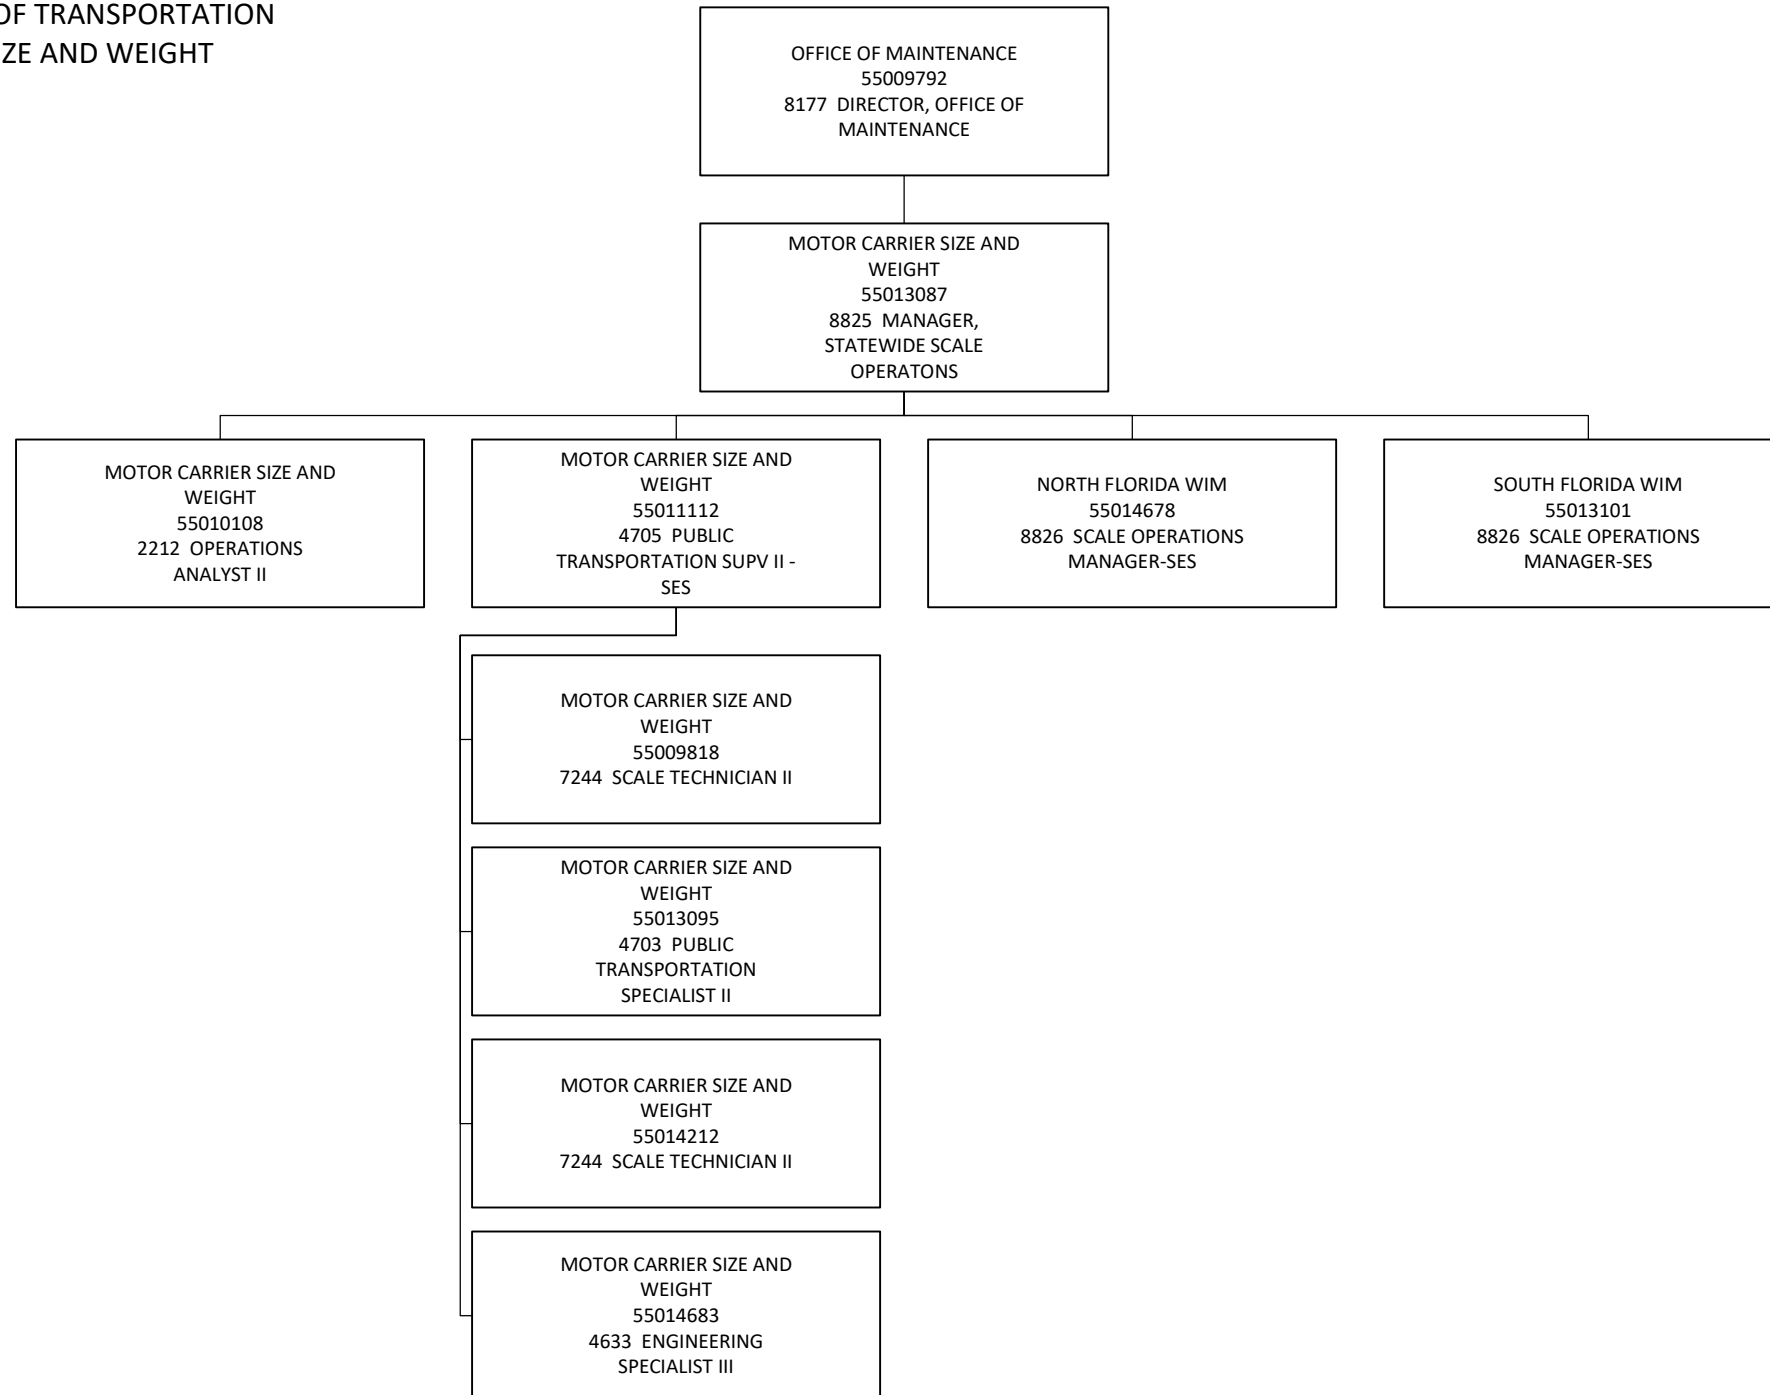 OF TRANSPORTATION
ZE AND WEIGHT
OFFICE OF MAINTENANCE
55009792
8177 DIRECTOR, OFFICE OF
MAINTENANCE
MOTOR CARRIER SIZE AND
WEIGHT
55013087
8825 MANAGER,
STATEWIDE SCALE
OPERATONS
MOTOR CARRIER SIZE AND
WEIGHT
55010108
2212 OPERATIONS
ANALYST II
MOTOR CARRIER SIZE AND
WEIGHT
55011112
4705 PUBLIC
TRANSPORTATION SUPV II -
SES
NORTH FLORIDA WIM
55014678
8826 SCALE OPERATIONS
MANAGER-SES
SOUTH FLORIDA WIM
55013101
8826 SCALE OPERATIONS
MANAGER-SES
MOTOR CARRIER SIZE AND
WEIGHT
55009818
7244 SCALE TECHNICIAN II
MOTOR CARRIER SIZE AND
WEIGHT
55013095
4703 PUBLIC
TRANSPORTATION
SPECIALIST II
MOTOR CARRIER SIZE AND
WEIGHT
55014212
7244 SCALE TECHNICIAN II
MOTOR CARRIER SIZE AND
WEIGHT
55014683
4633 ENGINEERING
SPECIALIST III